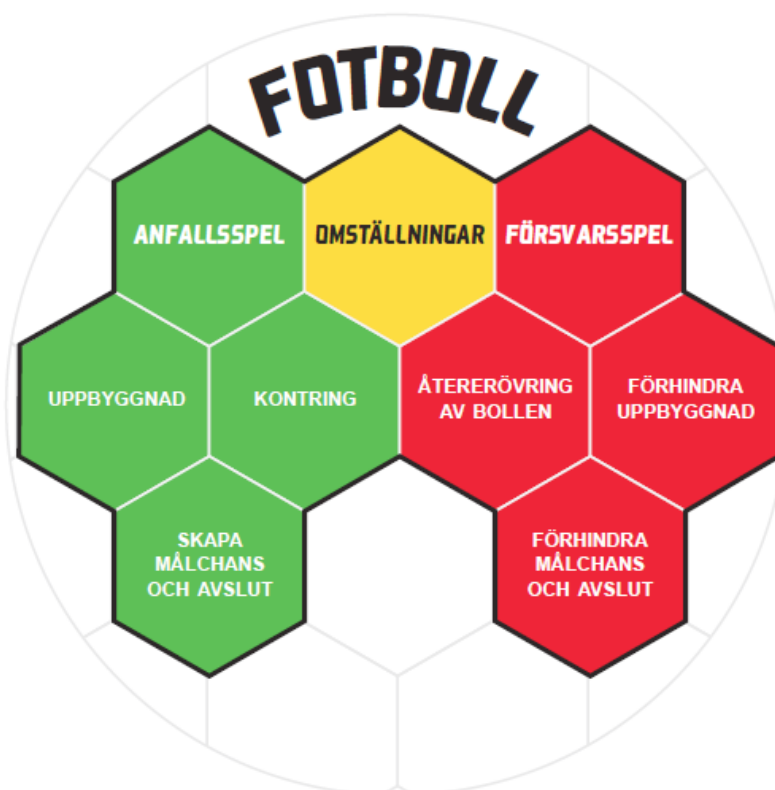 FOTBOLL
ANFALLSSPEL
OMSTÄLLNINGAR
FÖRSVARSSPEL
UPPBYGGNAD
KONTRING
ÅTERERÖVRING
AV BOLLEN
FÖRHINDRA
UPPBYGGNAD
SKAPA
MÅLCHANS
OCH AVSLUT
FÖRHINDRA
MÅLCHANS
OCH AVSLUT